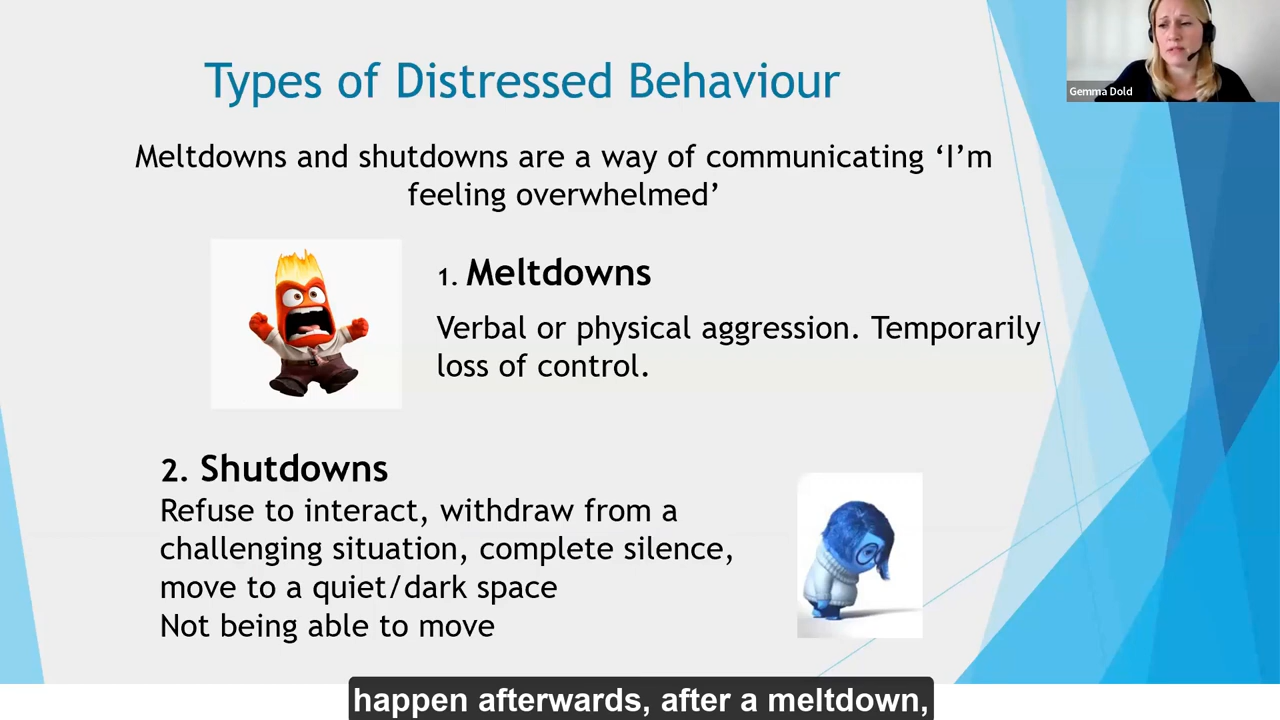 Types of Distressed Behaviour
Gemma Dold
Meltdowns and shutdowns are a way of communicating ‘I’m
feeling overwhelmed’
1. Meltdowns
Verbal or physical aggression. Temporarily
loss of control.
2. Shutdowns
Refuse to interact, withdraw from a
challenging situation, complete silence,
move to a quiet/dark space
Not being able to move
happen afterwards, after a meltdown,